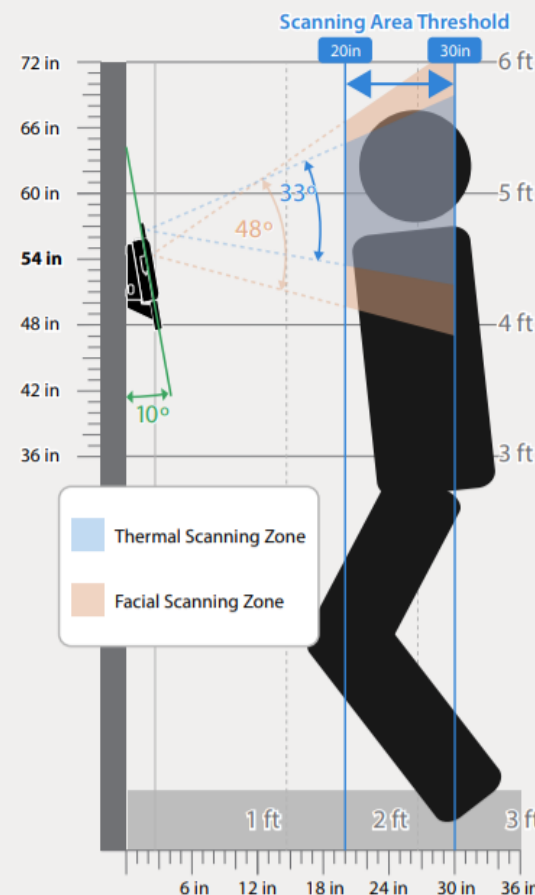 Scanning Area Threshold
20in
30in
72 in
6 ft
66 in
60 in
5 ft
33°
48°
54 in
48 in
4 ft
42 in
10°
36 in
3 ft
Thermal Scanning Zone
Facial Scanning Zone
1 ft
2 ft
3 ft
6 in
12 in
18 in
24 in
30 in
36 in